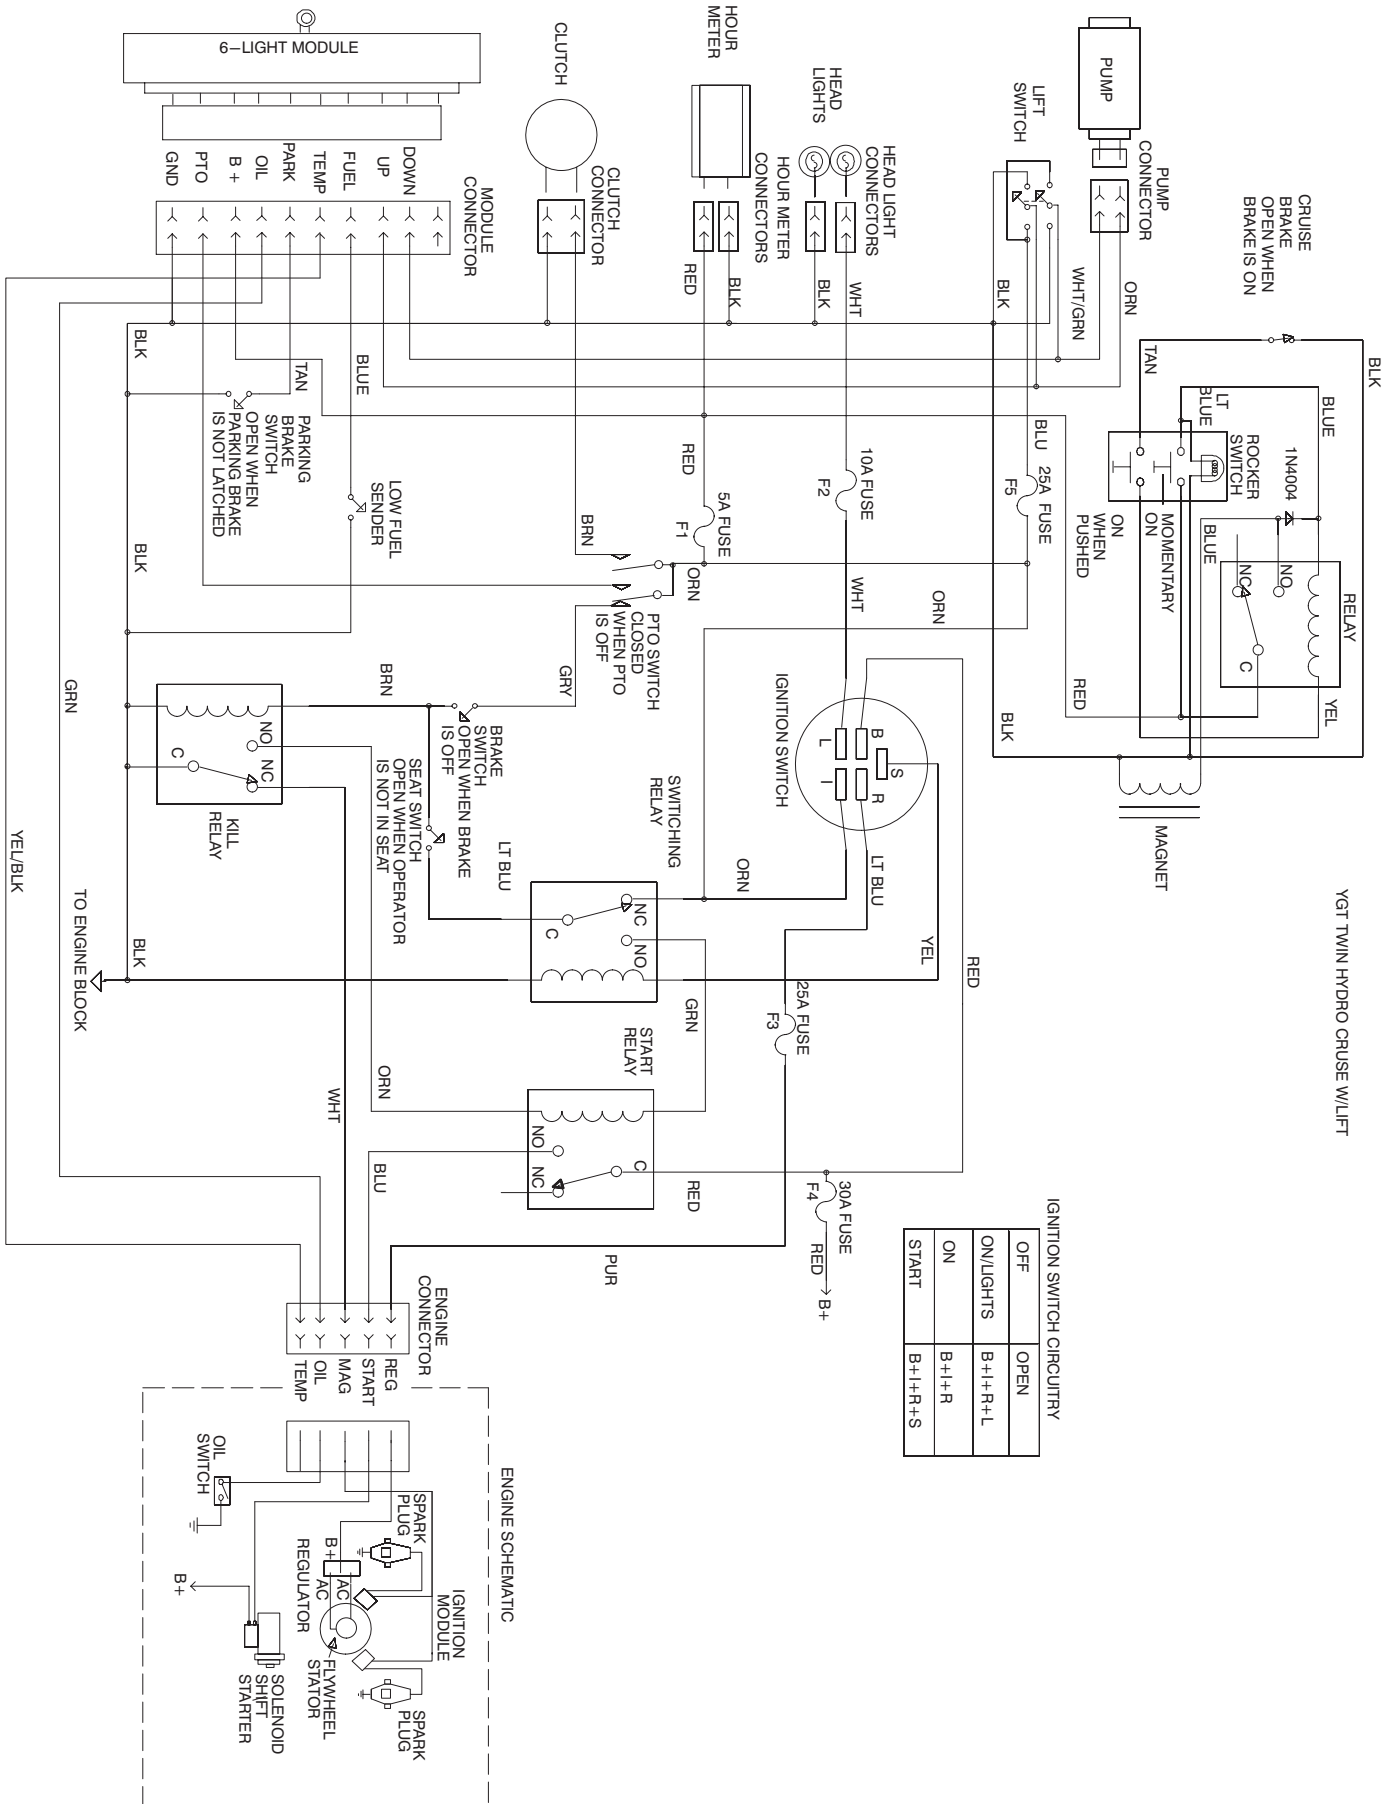 YGT TWIN HYDRO CRUSE W/LIFT
6–LIGHT MODULE
GND
PTO
B +
OIL
PARK
TEMP
FUEL
UP
DOWN
MODULE
CONNECTOR
CLUTCH
CLUTCH
CONNECTOR
HOUR
METER
HOUR METER
CONNECTORS
HEAD
LIGHTS
HEAD LIGHT
CONNECTORS
LIFT
SWITCH
PUMP
PUMP
CONNECTOR
CRUISE
BRAKE
OPEN WHEN
BRAKE IS ON
RED
BLK
BLK
WHT
BLK
WHT/GRN
ORN
TAN
BLK
BLK
TAN
BLUE
PARKING
BRAKE
SWITCH
OPEN WHEN
PARKING BRAKE
IS NOT LATCHED
LOW FUEL
SENDER
BLK
BRN
RED
5A FUSE
F1
10A FUSE
F2
BLU
25A FUSE
F5
LT
BLUE
BLUE
ROCKER
SWITCH
1N4004
BLUE
MOMENTARY
ON
ON
WHEN
PUSHED
NC
NO
C
RELAY
YEL
RED
BLK
MAGNET
ORN
PTO SWITCH
CLOSED
WHEN PTO
IS OFF
WHT
ORN
GRY
BRN
GRN
YEL/BLK
NO
C
NC
KILL
RELAY
BRAKE
SWITCH
OPEN WHEN BRAKE
IS OFF
SEAT SWITCH
OPEN WHEN OPERATOR
IS NOT IN SEAT
LT BLU
IGNITION SWITCH
B
L
S
I
R
SWITICHING
RELAY
ORN
LT BLU
YEL
RED
NC
NO
C
BLK
TO ENGINE BLOCK
GRN
START
RELAY
25A FUSE
F3
ORN
WHT
NO
NC
C
BLU
RED
30A FUSE
F4
RED
B+
PUR
IGNITION SWITCH CIRCUITRY
OFF OPEN
ON/LIGHTS B+I+R+L
ON B+I+R
START B+I+R+S
ENGINE
CONNECTOR
REG
START
MAG
OIL
TEMP
ENGINE SCHEMATIC
OIL
SWITCH
SPARK
PLUG
B+
AC
AC
REGULATOR
IGNITION
MODULE
FLYWHEEL
STATOR
B+
SOLENOID
SHIFT
STARTER
SPARK
PLUG